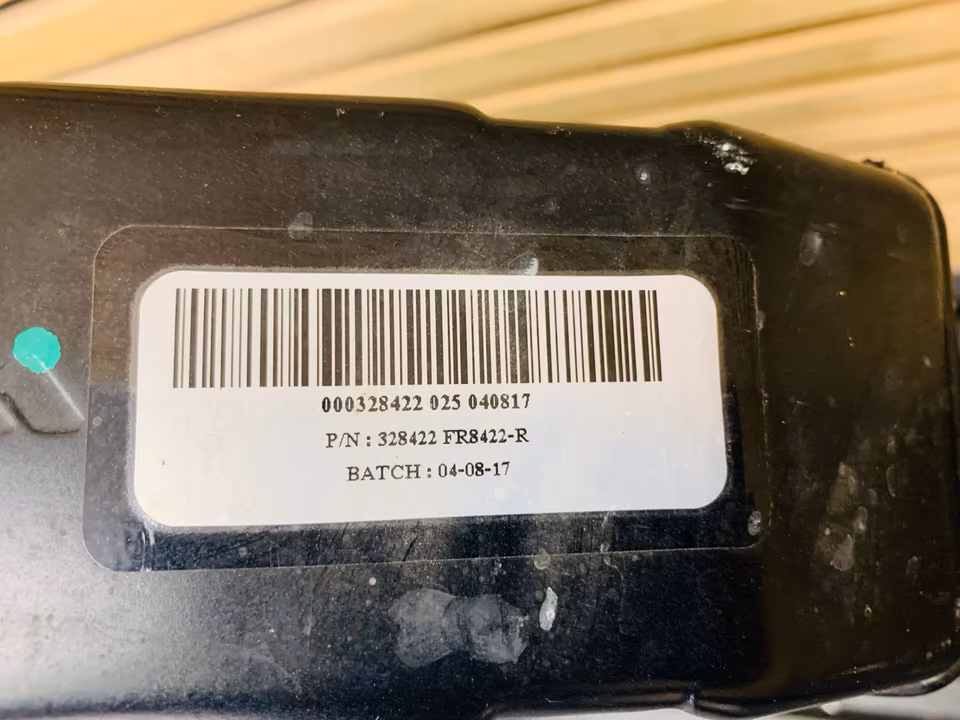 000328422 025 040817
P/N : 328422 FR8422-R
BATCH : 04-08-17